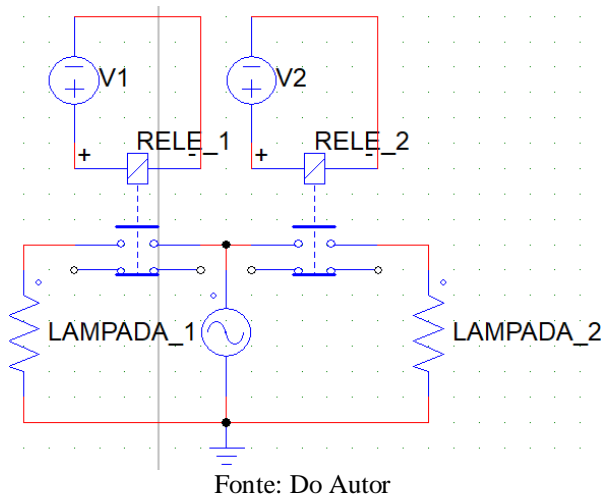 V1
V2
RELE_1
RELE_2
+
-
+
-
LAMPADA_1
LAMPADA_2
Fonte: Do Autor